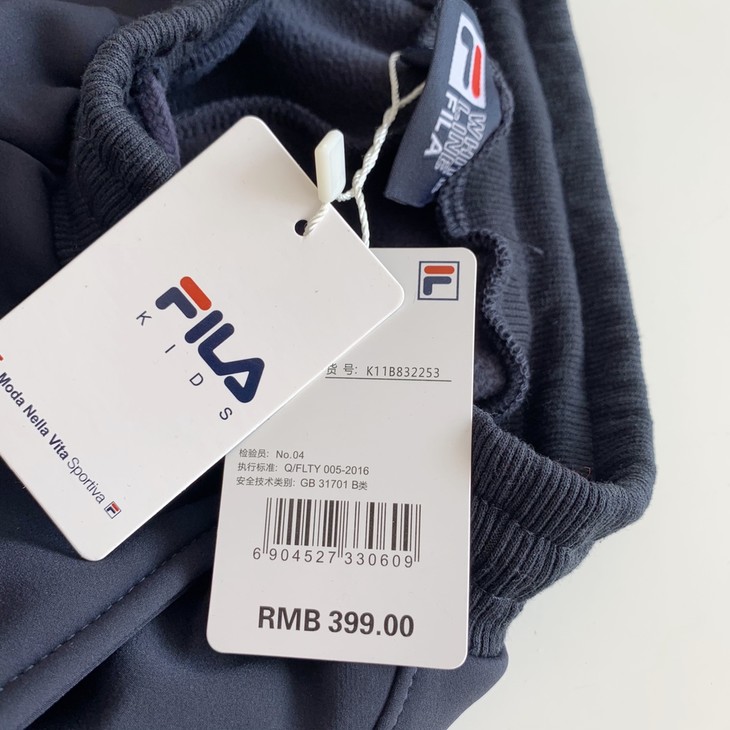 WHITE
LINE
FILA
FILA
KIDS
Moda Nella Vita Sportiva
货号: K11B832253
检验员: No.04
执行标准: Q/FLTY 005-2016
安全技术类别: GB 31701 B类
6 904527 330609
RMB 399.00